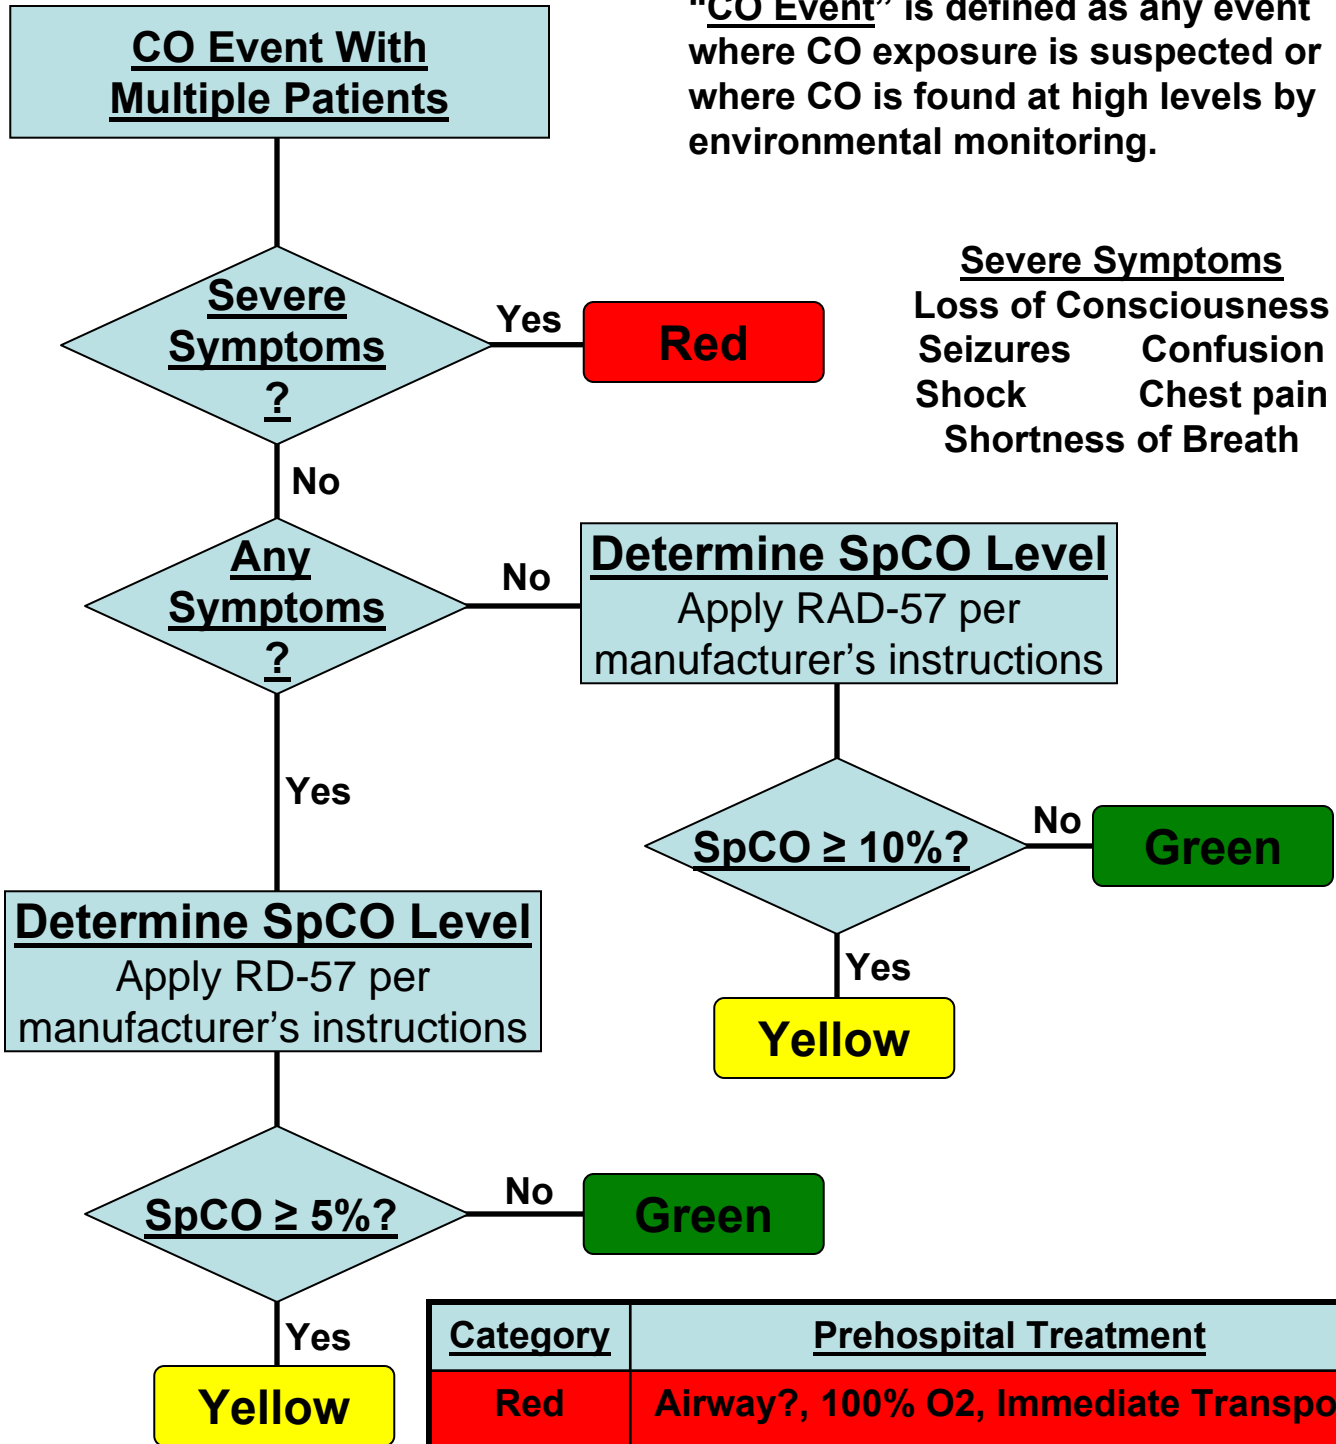 CO Event With
Multiple Patients
"CO Event" is defined as any event
where CO exposure is suspected or
where CO is found at high levels by
environmental monitoring.
Severe Symptoms
Loss of Consciousness
Seizures Confusion
Shock Chest pain
Shortness of Breath
Severe
Symptoms
?
Yes
Red
No
Any
Symptoms
?
No
Determine SpCO Level
Apply RAD-57 per
manufacturer's instructions
SpCO ≥ 10%?
No
Green
Yes
Yellow
Yes
Determine SpCO Level
Apply RD-57 per
manufacturer's instructions
SpCO ≥ 5%?
No
Green
Yes
Yellow
Category Prehospital Treatment
Red Airway?, 100% O2, Immediate Transpo